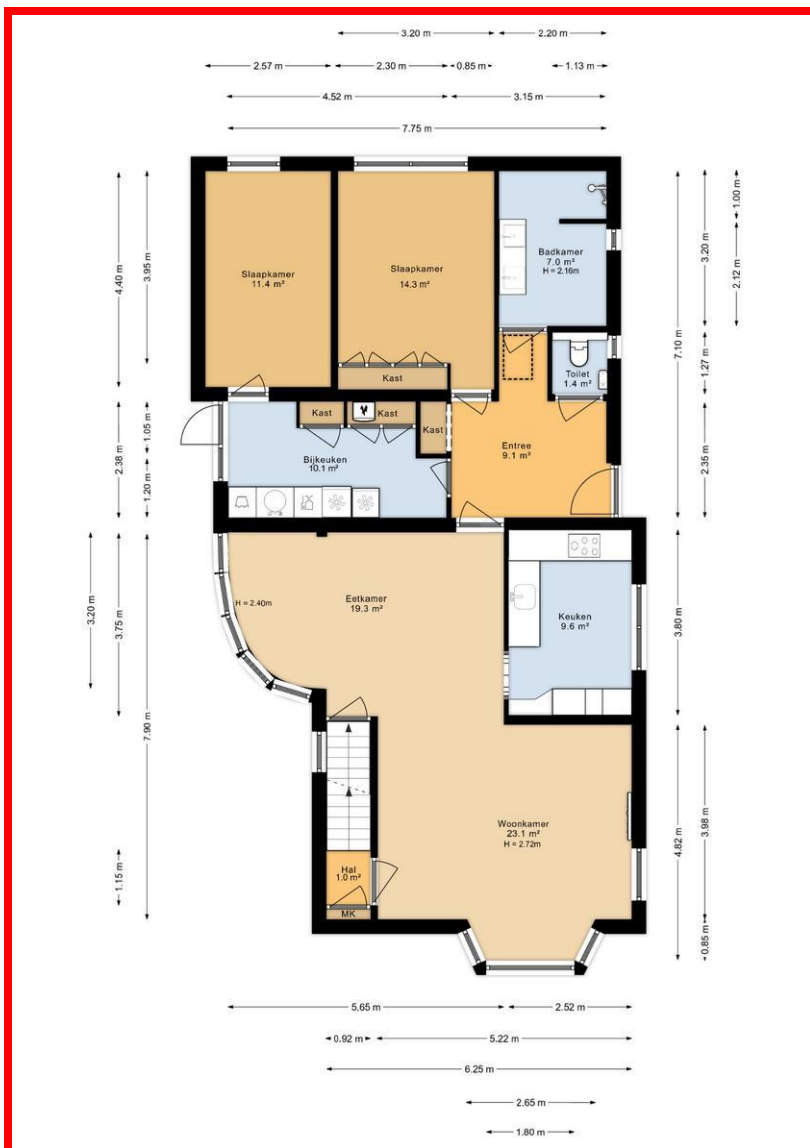 3.20 m 2.20 m
2.57 m 2.30 m 0.85 m 1.13 m
4.52 m 3.15 m
7.75 m
4.40 m
3.95 m
7.10 m
3.20 m
1.00 m
2.12 m
Slaapkamer
11.4 m²
Slaapkamer
14.3 m²
Badkamer
7.0 m²
H = 2.16m
1.27 m
Toilet
1.4 m²
Kast
2.38 m
1.05 m
1.20 m
Kast
Kast
Kast
Bijkeuken
10.1 m²
Entree
9.1 m²
2.35 m
3.20 m
3.75 m
7.90 m
H = 2.40m
Eetkamer
19.3 m²
Keuken
9.6 m²
3.80 m
Woonkamer
23.1 m²
H = 2.72m
4.82 m
3.98 m
0.85 m
1.15 m
Hal
1.0 m²
MK
5.65 m 2.52 m
0.92 m 5.22 m
6.25 m
2.65 m
1.80 m